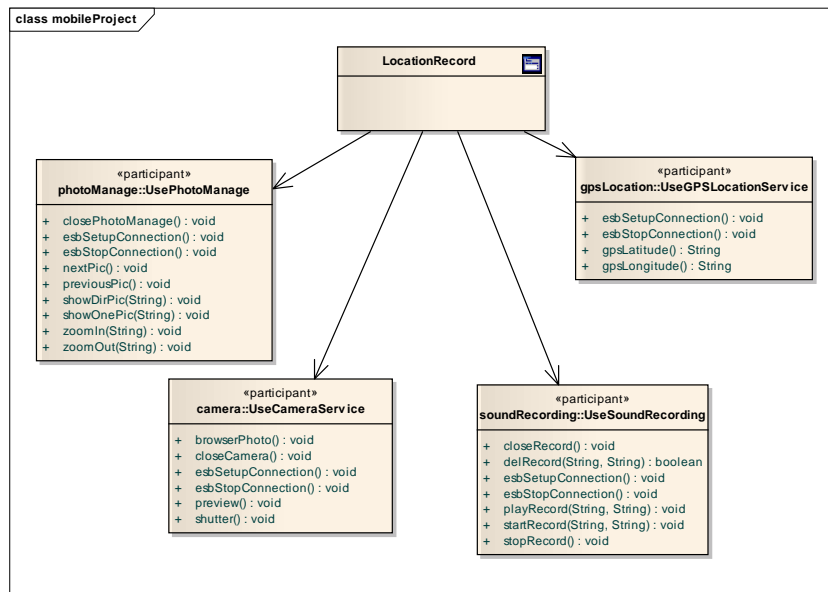 class mobileProject
LocationRecord
«participant»
photoManage::UsePhotoManage
+ closePhotoManage() : void
+ esbSetupConnection() : void
+ esbStopConnection() : void
+ nextPic() : void
+ previousPic() : void
+ showDirPic(String) : void
+ showOnePic(String) : void
+ zoomIn(String) : void
+ zoomOut(String) : void
«participant»
gpsLocation::UseGPSLocationService
+ esbSetupConnection() : void
+ esbStopConnection() : void
+ gpsLatitude() : String
+ gpsLongitude() : String
«participant»
camera::UseCameraService
+ browserPhoto() : void
+ closeCamera() : void
+ esbSetupConnection() : void
+ esbStopConnection() : void
+ preview() : void
+ shutter() : void
«participant»
soundRecording::UseSoundRecording
+ closeRecord() : void
+ delRecord(String, String) : boolean
+ esbSetupConnection() : void
+ esbStopConnection() : void
+ playRecord(String, String) : void
+ startRecord(String, String) : void
+ stopRecord() : void